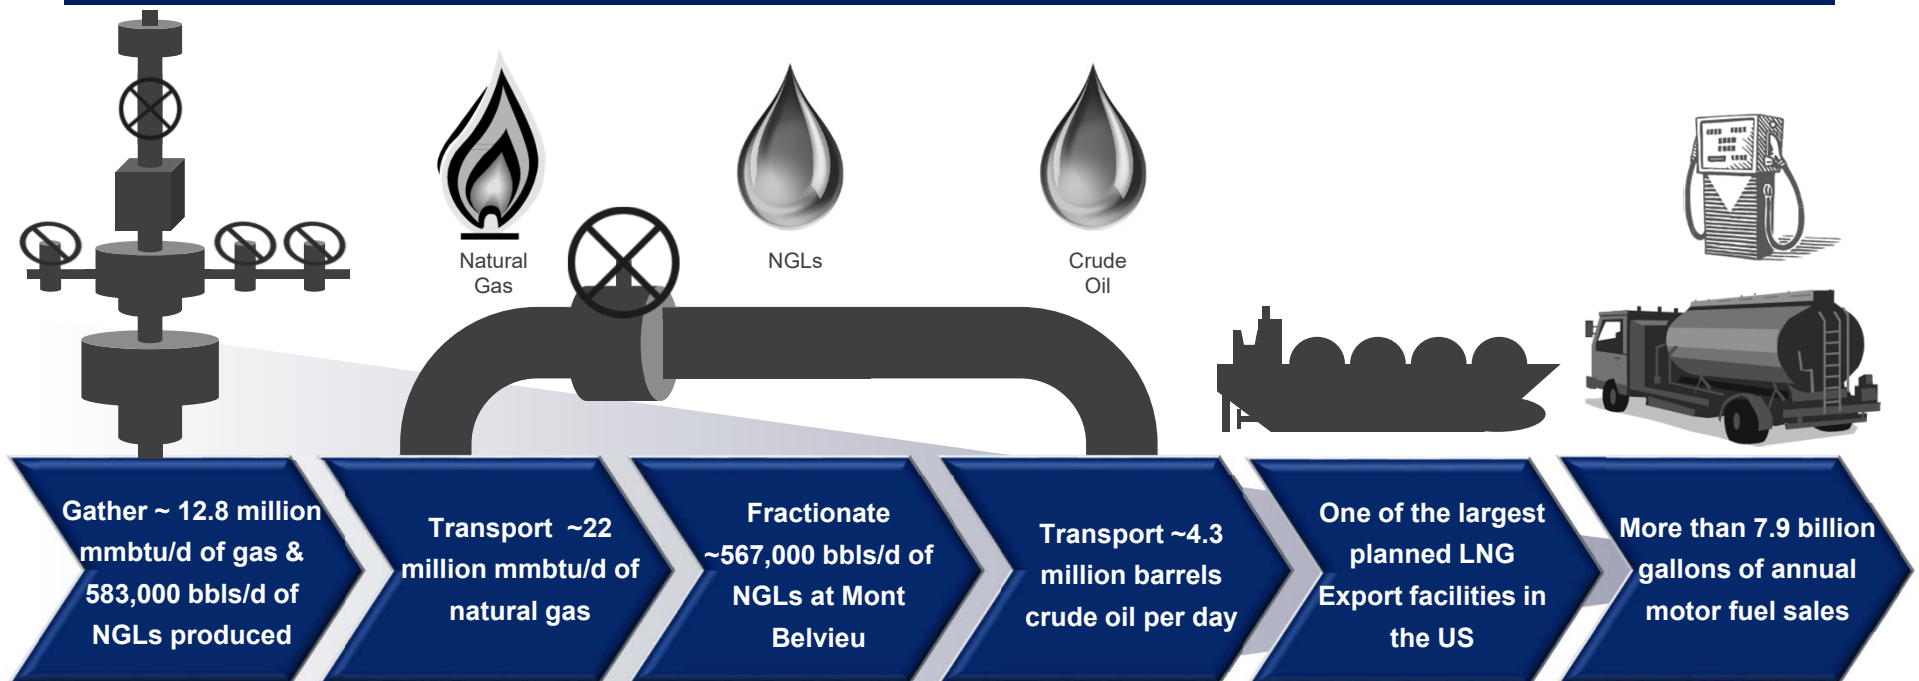 Natural
Gas
NGLs
Crude
Oil
Gather ~ 12.8 million
mmbtu/d of gas &
583,000 bbls/d of
NGLs produced
Transport ~22
million mmbtu/d of
natural gas
Fractionate
~567,000 bbls/d of
NGLs at Mont
Belvieu
Transport ~4.3
million barrels
crude oil per day
One of the largest
planned LNG
Export facilities in
the US
More than 7.9 billion
gallons of annual
motor fuel sales